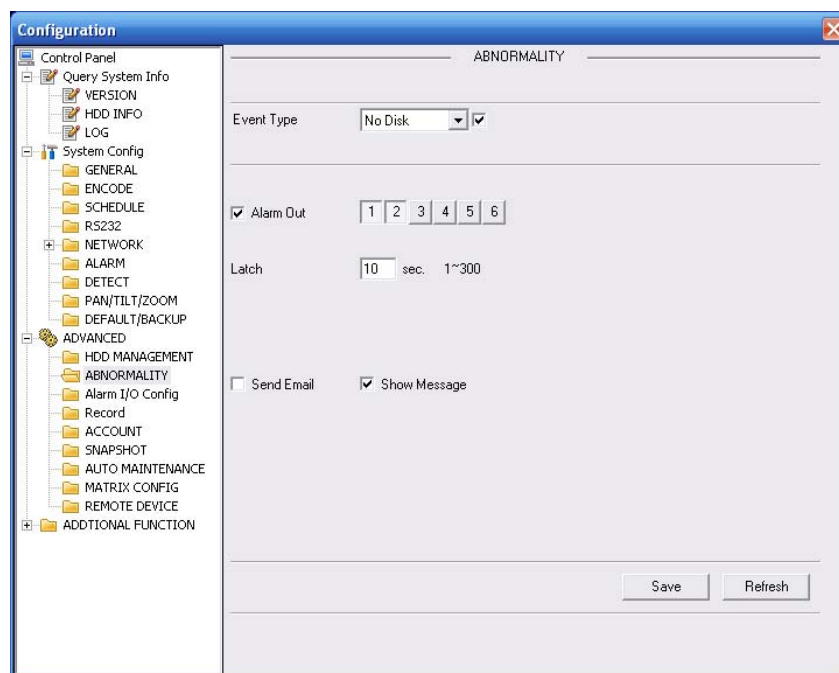 Configuration
Control Panel
Query System Info
VERSION
HDD INFO
LOG
System Config
GENERAL
ENCODE
SCHEDULE
RS232
NETWORK
ALARM
DETECT
PAN/TILT/ZOOM
DEFAULT/BACKUP
ADVANCED
HDD MANAGEMENT
ABNORMALITY
Alarm I/O Config
Record
ACCOUNT
SNAPSHOT
AUTO MAINTENANCE
MATRIX CONFIG
REMOTE DEVICE
ADDTIONAL FUNCTION
ABNORMALITY
Event Type No Disk
Alarm Out 1 2 3 4 5 6
Latch 10 sec. 1~300
Send Email Show Message
Save Refresh